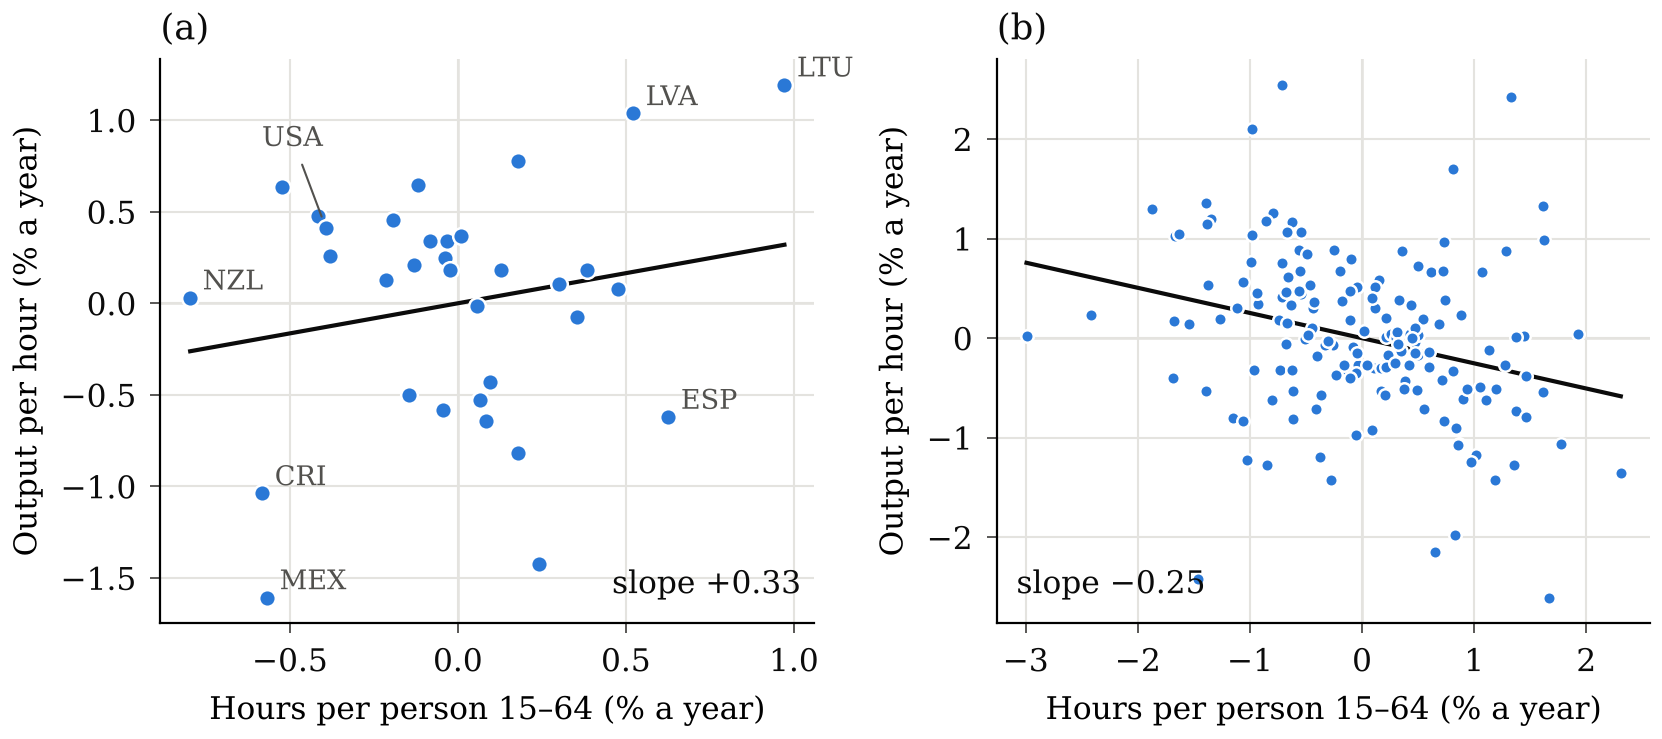 (a)
Output per hour (% a year)
1.0
0.5
0.0
−0.5
−1.0
−1.5
LTU
LVA
USA
NZL
ESP
CRI
MEX
slope +0.33
−0.5
0.0
0.5
1.0
Hours per person 15–64 (% a year)
(b)
Output per hour (% a year)
2
1
0
−1
−2
slope −0.25
−3
−2
−1
0
1
2
Hours per person 15–64 (% a year)